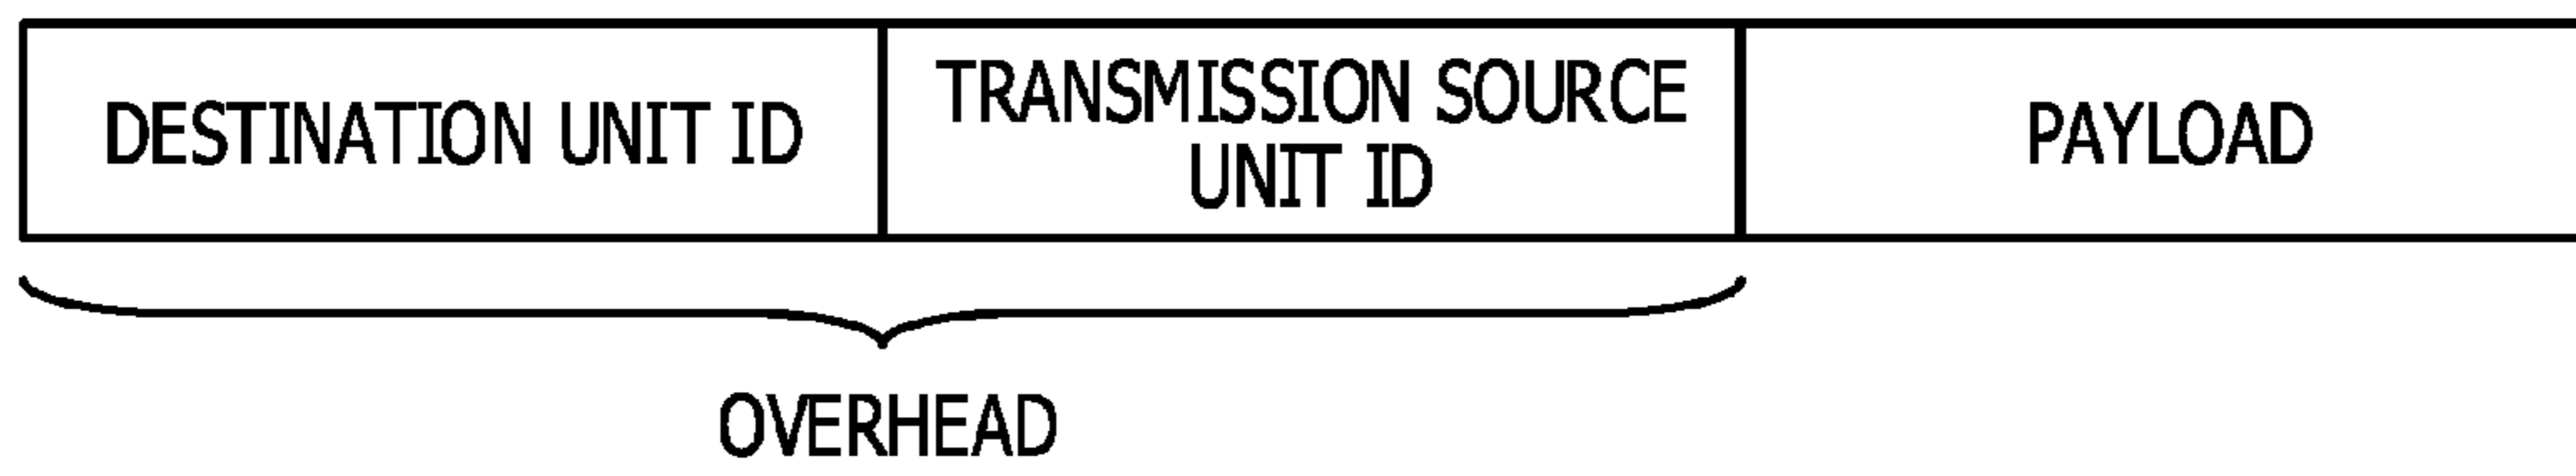 DESTINATION UNIT ID
TRANSMISSION SOURCE
UNIT ID
PAYLOAD
OVERHEAD